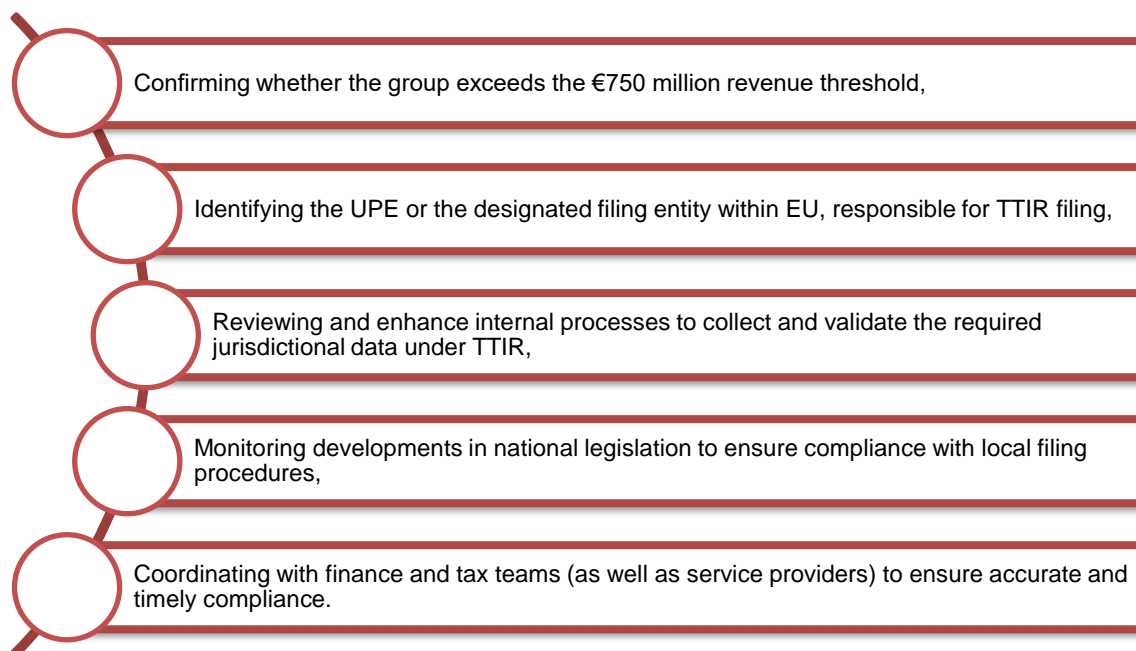 Confirming whether the group exceeds the €750 million revenue threshold,
Identifying the UPE or the designated filing entity within EU, responsible for TTIR filing,
Reviewing and enhance internal processes to collect and validate the required
jurisdictional data under TTIR,
Monitoring developments in national legislation to ensure compliance with local filing
procedures,
Coordinating with finance and tax teams (as well as service providers) to ensure accurate and
timely compliance.